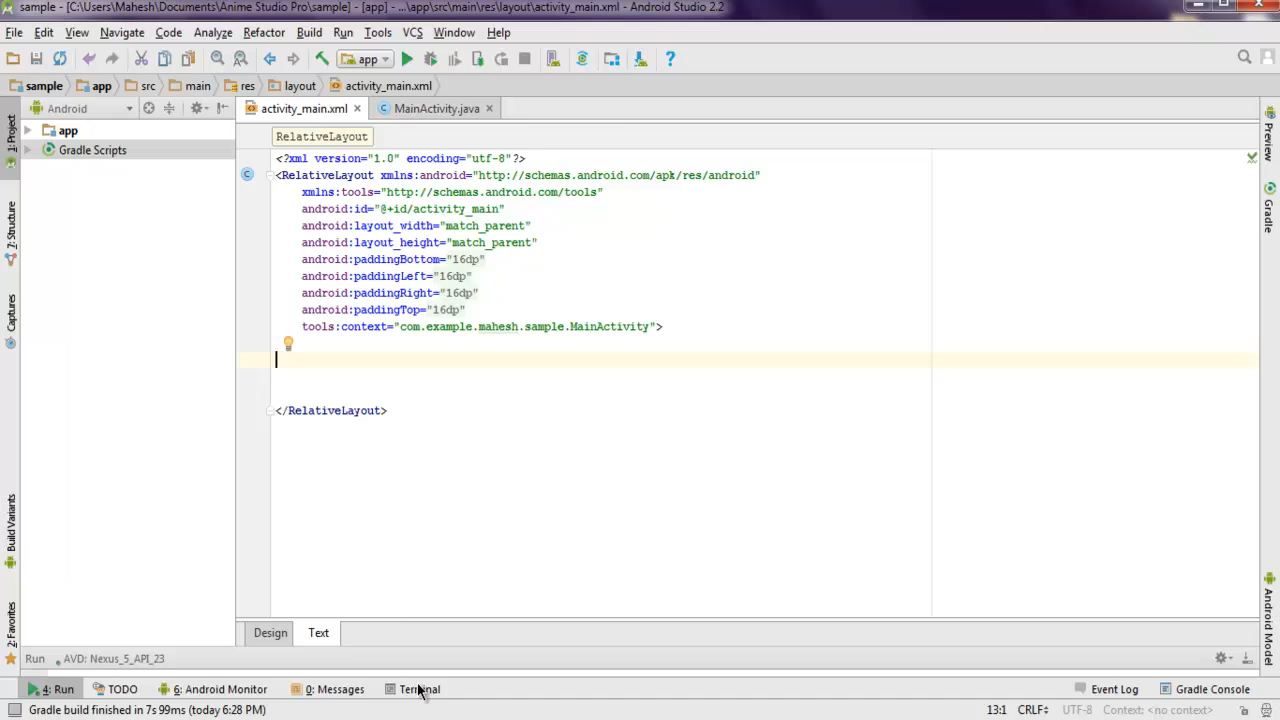 sample - [C:\Users\Mahesh\Documents\Anime Studio Pro\sample] - [app] - ...\app\src\main\res\layout\activity_main.xml - Android Studio 2.2
File Edit View Navigate Code Analyze Refactor Build Run Tools VCS Window Help
app
sample app src main res layout activity_main.xml
Android activity_main.xml MainActivity.java
1: Project
7: Structure
Captures
Build Variants
2: Favorites
app
Gradle Scripts
RelativeLayout
<?xml version="1.0" encoding="utf-8"?>
<RelativeLayout xmlns:android="http://schemas.android.com/apk/res/android"
xmlns:tools="http://schemas.android.com/tools"
android:id="@+id/activity_main"
android:layout_width="match_parent"
android:layout_height="match_parent"
android:paddingBottom="16dp"
android:paddingLeft="16dp"
android:paddingRight="16dp"
android:paddingTop="16dp"
tools:context="com.example.mahesh.sample.MainActivity">
</RelativeLayout>
Preview
Gradle
Android Model
Design Text
Run AVD: Nexus_5_API_23
4: Run TODO 6: Android Monitor 0: Messages Terminal Event Log Gradle Console
Gradle build finished in 7s 99ms (today 6:28 PM) 13:1 CRLF UTF-8 Context: <no context>